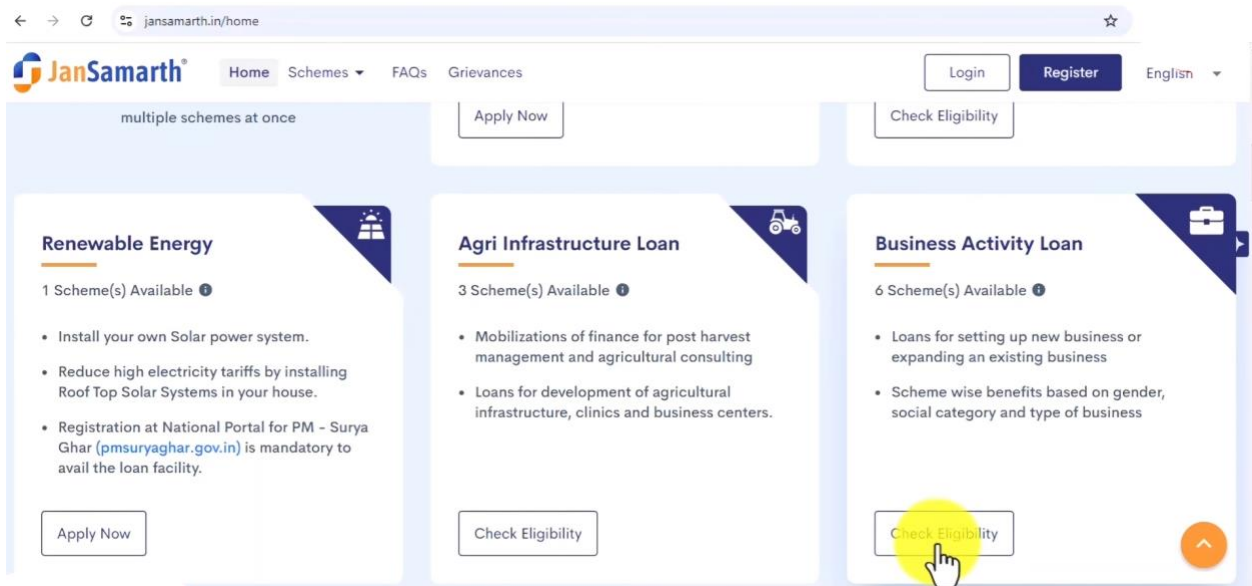 jansamarth.in/home
JanSamarth®
Home Schemes FAQs Grievances Login Register English
multiple schemes at once
Apply Now
Check Eligibility
Renewable Energy
1 Scheme(s) Available
• Install your own Solar power system.
• Reduce high electricity tariffs by installing
Roof Top Solar Systems in your house.
• Registration at National Portal for PM - Surya
Ghar (pmsuryaghar.gov.in) is mandatory to
avail the loan facility.
Apply Now
Agri Infrastructure Loan
3 Scheme(s) Available
• Mobilizations of finance for post harvest
management and agricultural consulting
• Loans for development of agricultural
infrastructure, clinics and business centers.
Check Eligibility
Business Activity Loan
6 Scheme(s) Available
• Loans for setting up new business or
expanding an existing business
• Scheme wise benefits based on gender,
social category and type of business
Check Eligibility